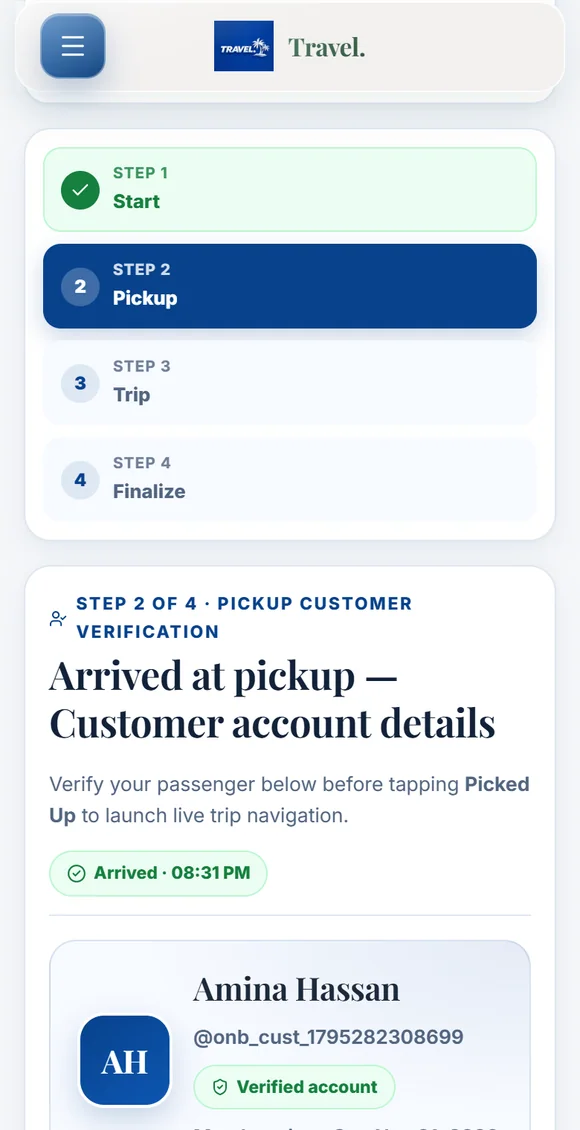 TRAVEL.
Travel.
STEP 1
Start
2
STEP 2
Pickup
3
STEP 3
Trip
4
STEP 4
Finalize
STEP 2 OF 4 · PICKUP CUSTOMER
VERIFICATION
Arrived at pickup —
Customer account details
Verify your passenger below before tapping Picked
Up to launch live trip navigation.
Arrived · 08:31 PM
AH
Amina Hassan
@onb_cust_1795282308699
Verified account